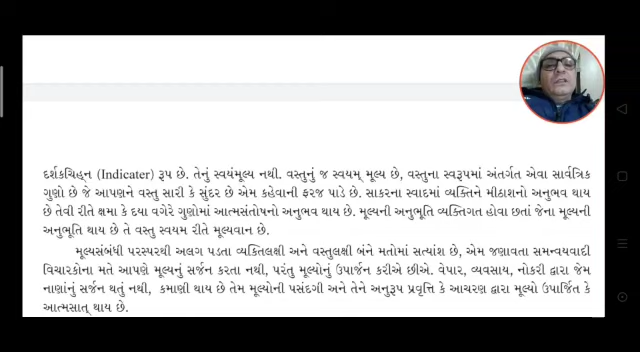 દર્શકચિહ્ન (Indicater) રૂપ છે. તેનું સ્વયંમૂલ્ય નથી. વસ્તુનું જ સ્વયમ્ મૂલ્ય છે, વસ્તુના સ્વરૂપમાં અંતર્ગત એવા સાર્વત્રિક
ગુણો છે જે આપણને વસ્તુ સારી કે સુંદર છે એમ કહેવાની ફરજ પાડે છે. સાકરના સ્વાદમાં વ્યક્તિને મીઠાશનો અનુભવ થાય
છે તેવી રીતે ક્ષમા કે દયા વગેરે ગુણોમાં આત્મસંતોષનો અનુભવ થાય છે. મૂલ્યની અનુભૂતિ વ્યક્તિગત હોવા છતાં જેના મૂલ્યની
અનુભૂતિ થાય છે તે વસ્તુ સ્વયમ રીતે મૂલ્યવાન છે.
મૂલ્યસંબંધી પરસ્પરથી અલગ પડતા વ્યક્તિલક્ષી અને વસ્તુલક્ષી બંને મતોમાં સત્યાંશ છે, એમ જણાવતા સમન્વયવાદી
વિચારકોના મતે આપણે મૂલ્યનું સર્જન કરતા નથી, પરંતુ મૂલ્યોનું ઉપાર્જન કરીએ છીએ. વેપાર, વ્યવસાય, નોકરી દ્વારા જેમ
નાણાંનું સર્જન થતું નથી, કમાણી થાય છે તેમ મૂલ્યોની પસંદગી અને તેને અનુરૂપ પ્રવૃત્તિ કે આચરણ દ્વારા મૂલ્યો ઉપાર્જિત કે
આત્મસાત્ થાય છે.